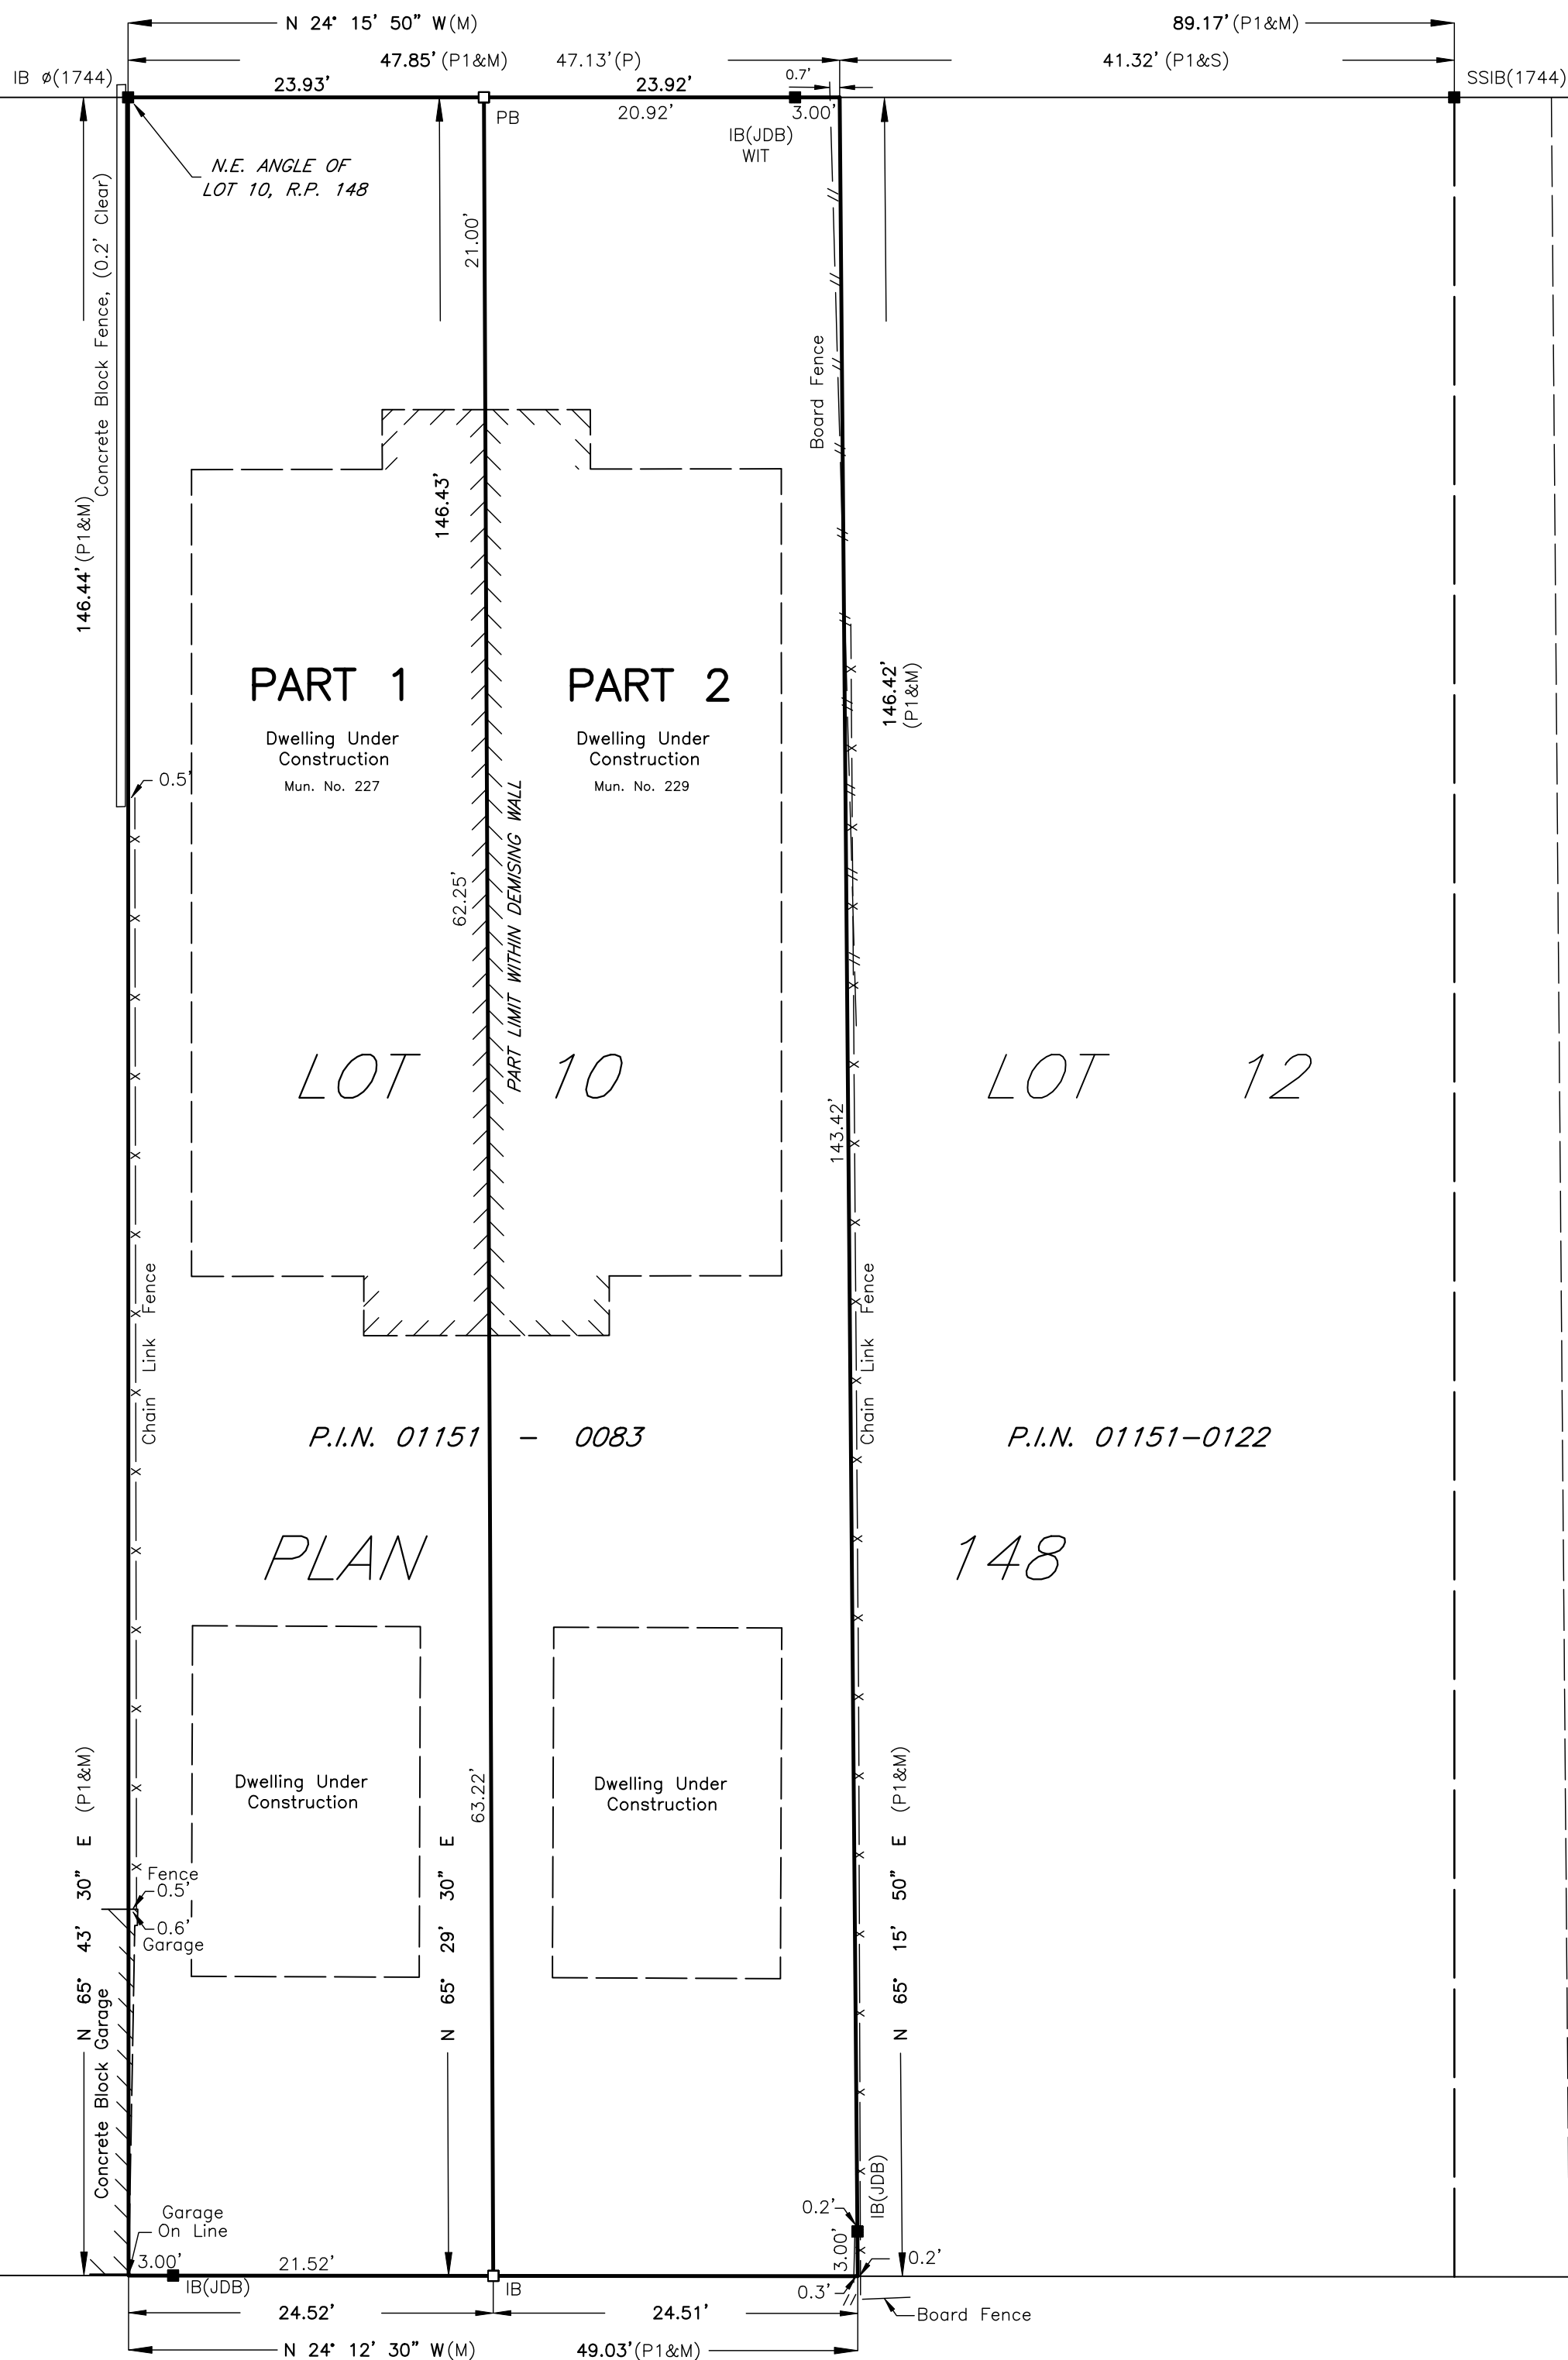 N 24° 15' 50" W(M)
89.17'(P1&M)
47.85'(P1&M)
47.13'(P)
41.32'(P1&S)
IB ø(1744)
SSIB(1744)
23.93'
23.92'
0.7'
PB
20.92'
3.00'
IB(JDB)
WIT
N.E. ANGLE OF
LOT 10, R.P. 148
Concrete Block Fence, (0.2' Clear)
21.00'
Board Fence
146.44'(P1&M)
146.43'
146.42'
(P1&M)
PART 1
PART 2
Dwelling Under
Construction
Mun. No. 227
Dwelling Under
Construction
Mun. No. 229
0.5'
62.25'
PART LIMIT WITHIN DEMISING WALL
LOT 10
LOT 12
143.42'
Chain Link Fence
Chain Link Fence
P.I.N. 01151 - 0083
P.I.N. 01151-0122
PLAN 148
Dwelling Under
Construction
Dwelling Under
Construction
63.22'
N 65° 43' 30" E (P1&M)
N 65° 29' 30" E
N 65° 15' 50" E (P1&M)
Fence
0.5'
0.6'
Garage
Concrete Block Garage
Garage
On Line
3.00'
21.52'
IB(JDB)
IB
0.2'
3.00'
IB(JDB)
0.2'
0.3'
Board Fence
24.52'
24.51'
N 24° 12' 30" W(M)
49.03'(P1&M)